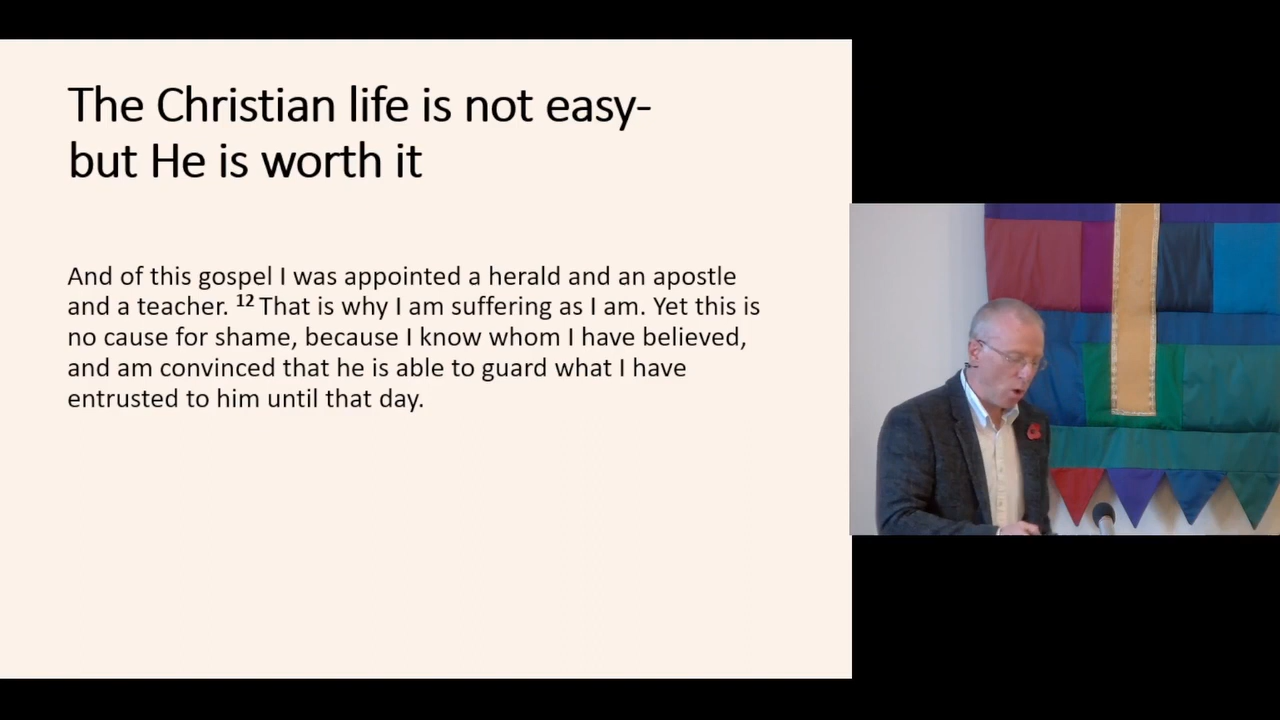 The Christian life is not easy-
but He is worth it
And of this gospel I was appointed a herald and an apostle
and a teacher. 12 That is why I am suffering as I am. Yet this is
no cause for shame, because I know whom I have believed,
and am convinced that he is able to guard what I have
entrusted to him until that day.